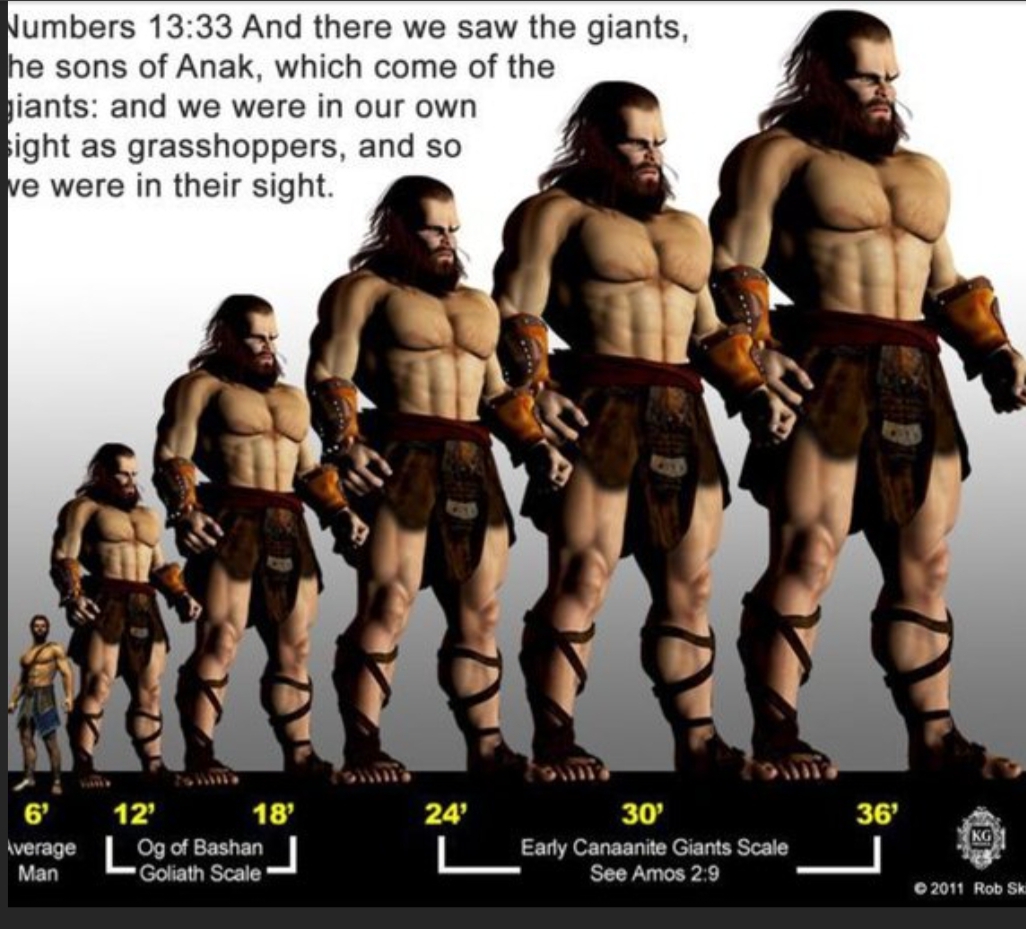 Numbers 13:33 And there we saw the giants,
he sons of Anak, which come of the
giants: and we were in our own
sight as grasshoppers, and so
we were in their sight.
6’ 12’ 18’ 24’ 30’ 36’
Average
Man
Og of Bashan
Goliath Scale
Early Canaanite Giants Scale
See Amos 2:9
KG
© 2011 Rob Sk